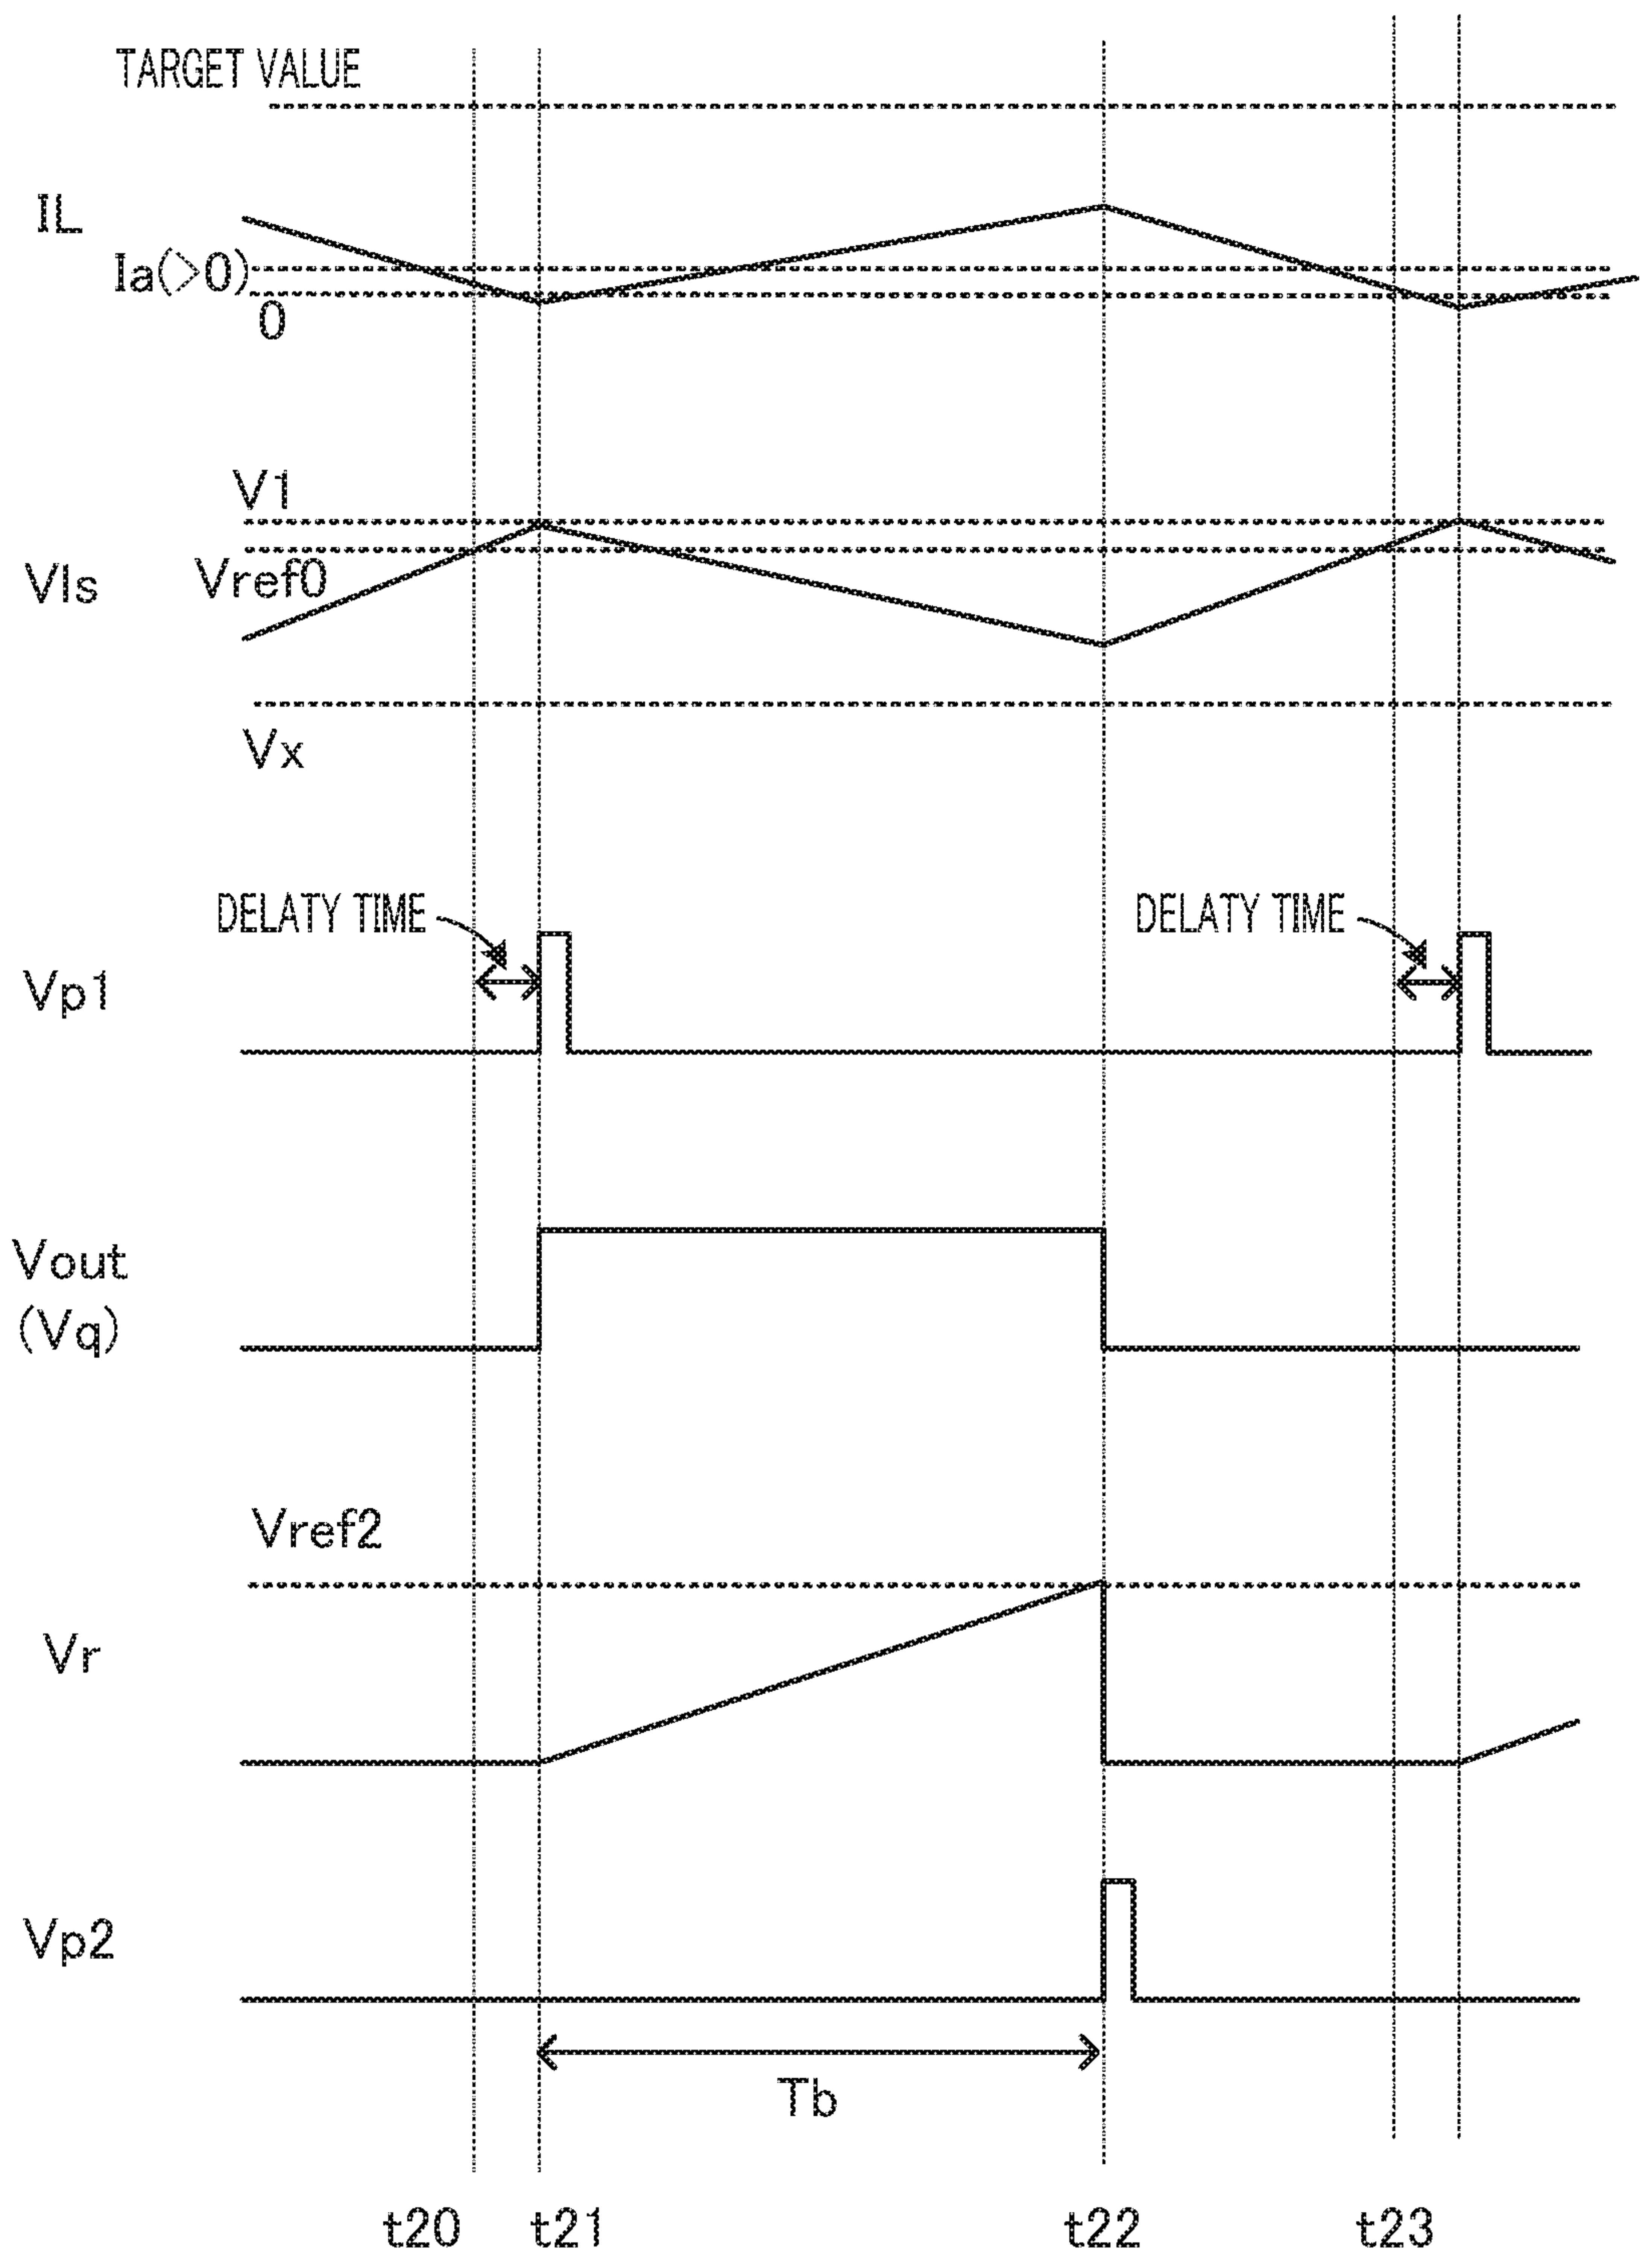 TARGET VALUE
IL
Ia(>0)
0
V1
VIs
Vref0
Vx
DELATY TIME
DELATY TIME
Vp1
Vout
(Vq)
Vref2
Vr
Vp2
Tb
t20
t21
t22
t23